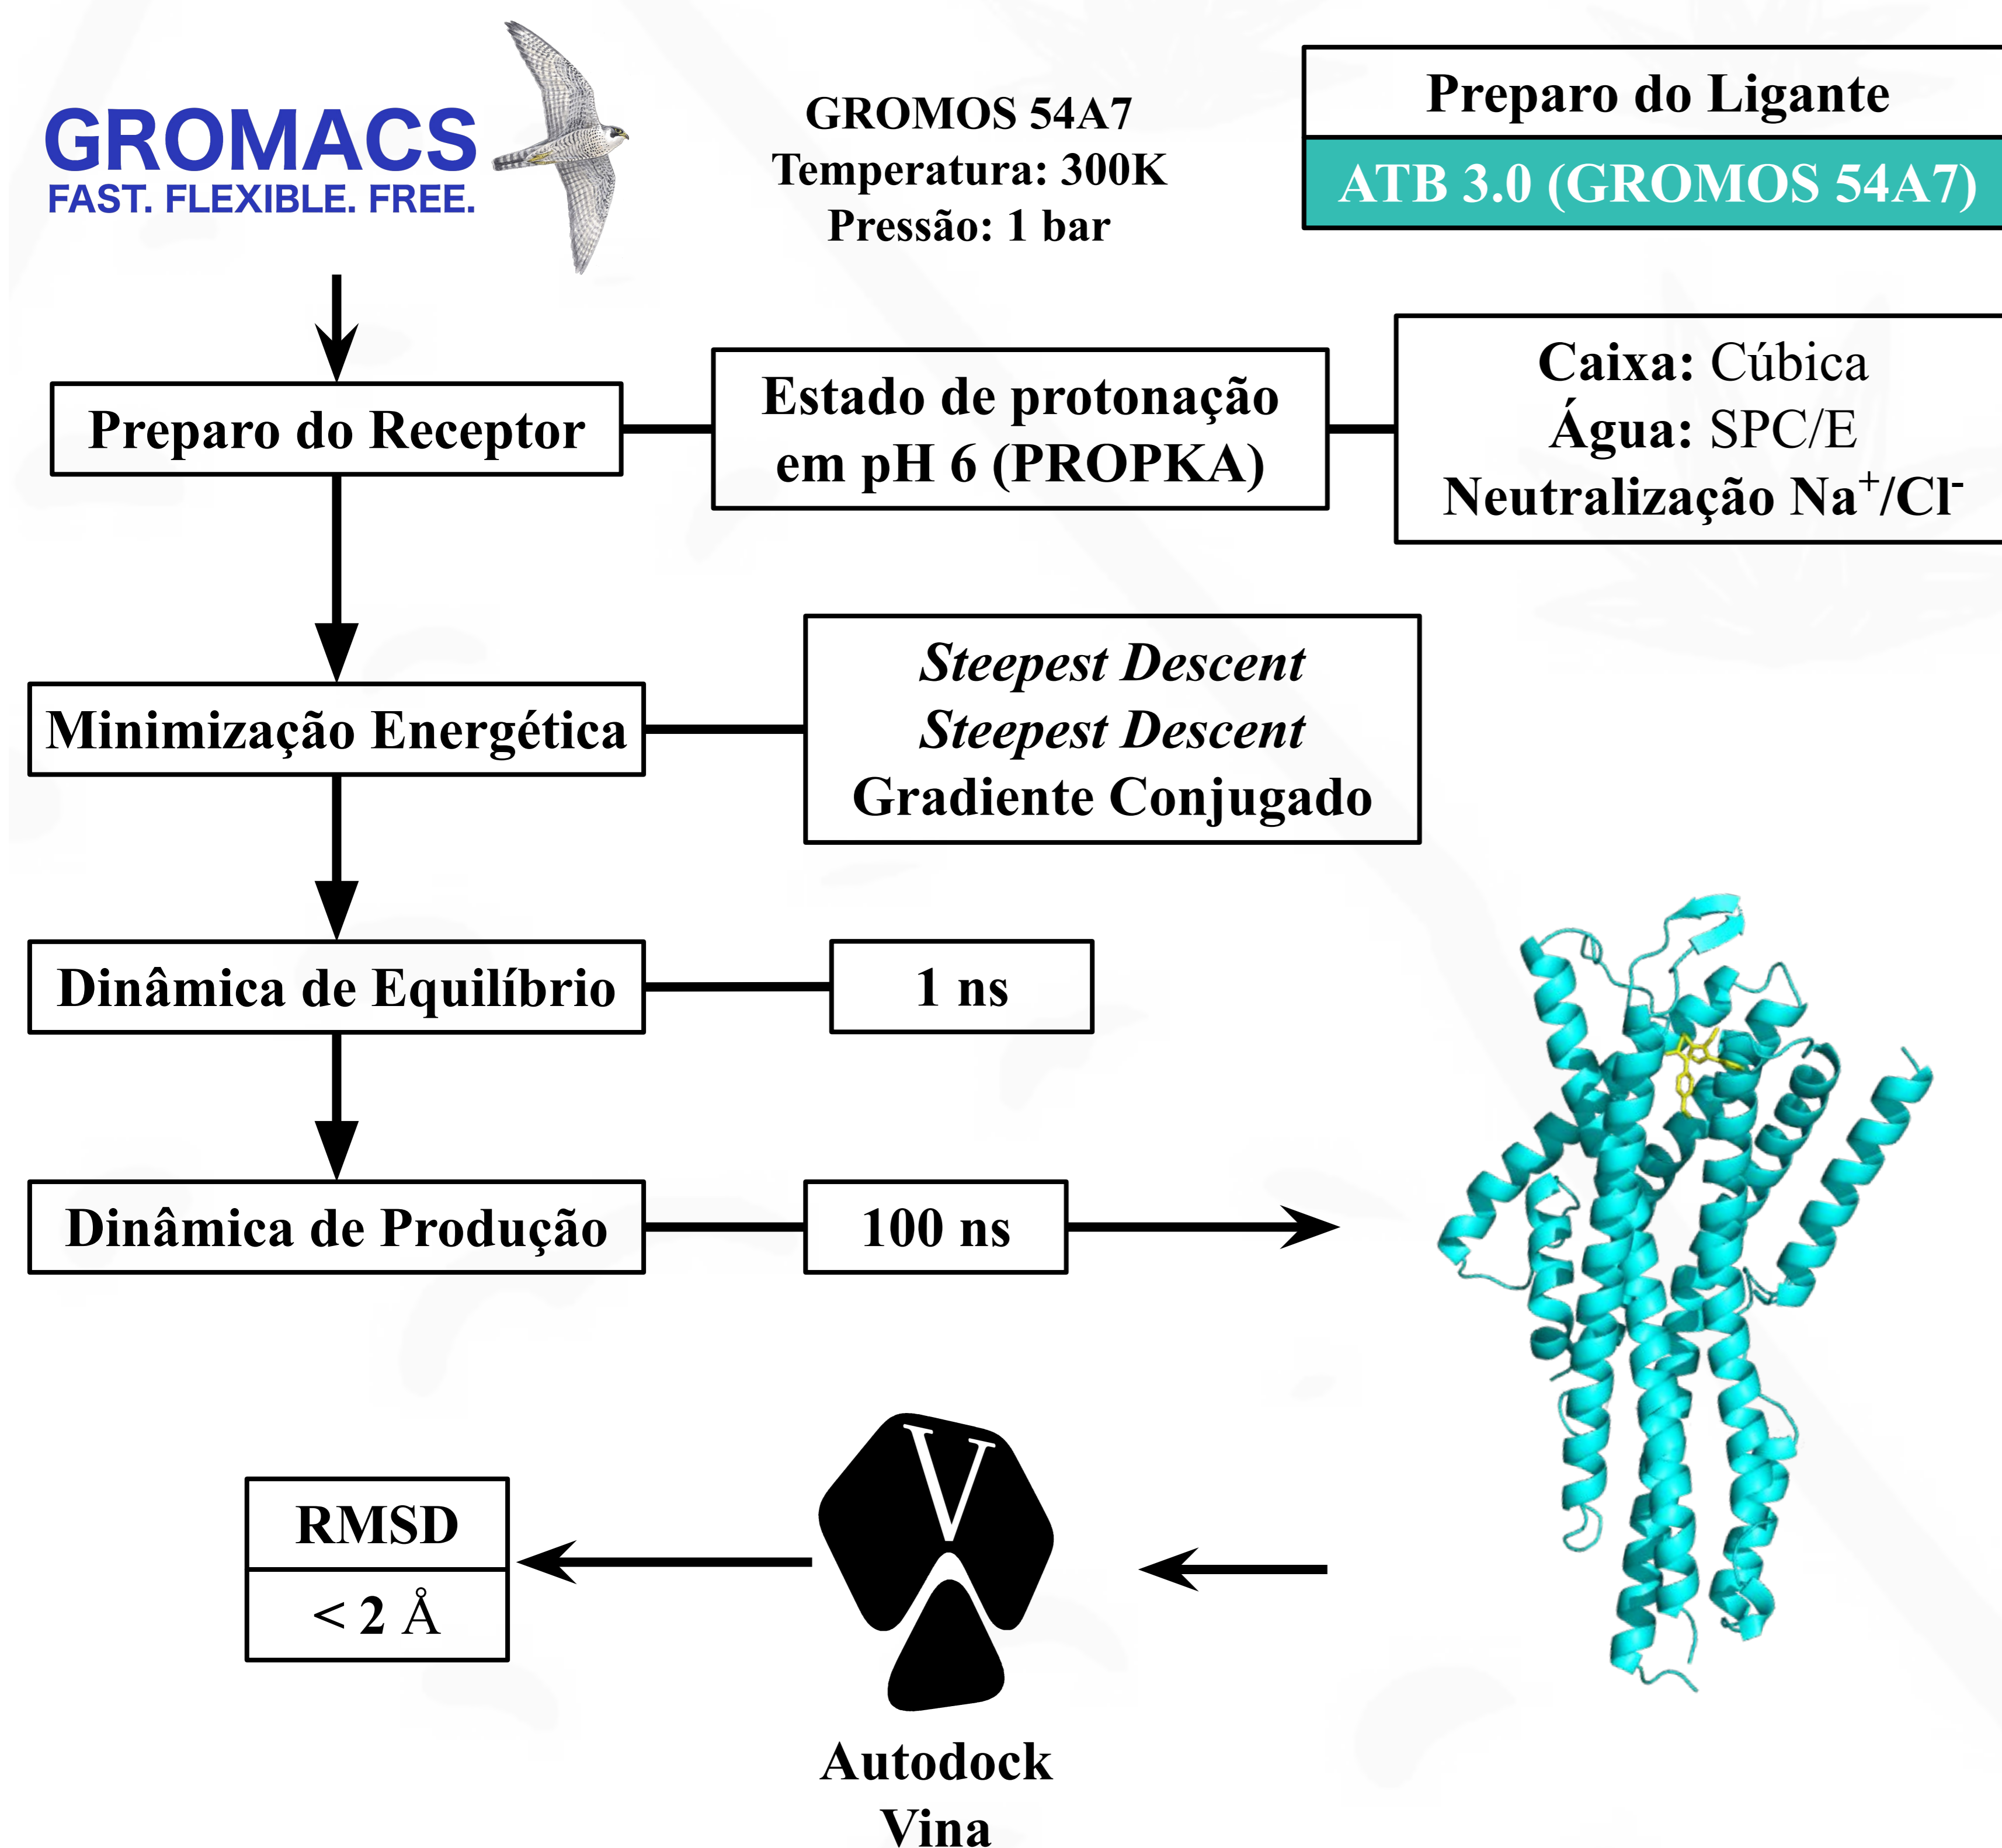 GROMACS
FAST. FLEXIBLE. FREE.
GROMOS 54A7
Temperatura: 300K
Pressão: 1 bar
Preparo do Ligante
ATB 3.0 (GROMOS 54A7)
Preparo do Receptor
Estado de protonação
em pH 6 (PROPKA)
Caixa: Cúbica
Água: SPC/E
Neutralização Na⁺/Cl⁻
Minimização Energética
Steepest Descent
Steepest Descent
Gradiente Conjugado
Dinâmica de Equilíbrio
1 ns
Dinâmica de Produção
100 ns
RMSD
< 2 Å
V
Autodock
Vina